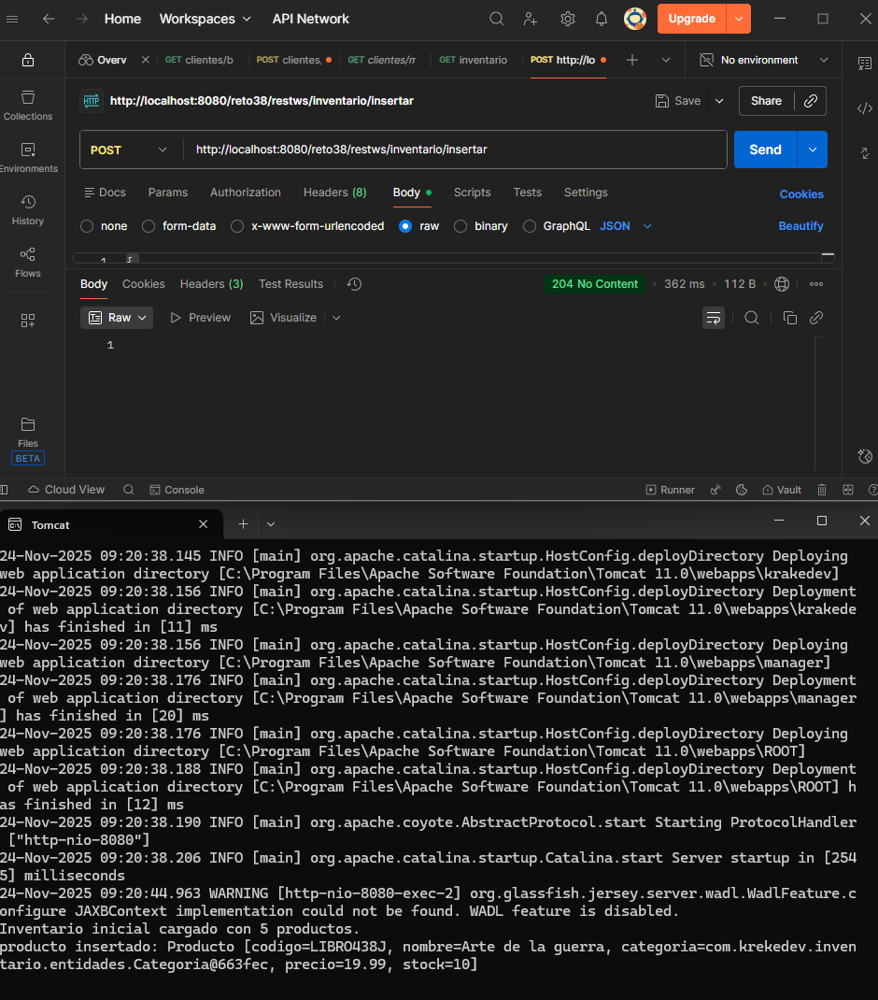 Home Workspaces API Network Upgrade
Overv GET clientes/b POST clientes, GET clientes/m GET inventario POST http://lo No environment
HTTP http://localhost:8080/reto38/restws/inventario/insertar Save Share
Collections
POST http://localhost:8080/reto38/restws/inventario/insertar Send
Environments
Docs Params Authorization Headers (8) Body Scripts Tests Settings Cookies
History
none form-data x-www-form-urlencoded raw binary GraphQL JSON Beautify
1 {
Flows
Body Cookies Headers (3) Test Results 204 No Content 362 ms 112 B
Raw Preview Visualize
1
Files
BETA
Cloud View Console Runner Vault
Tomcat
24-Nov-2025 09:20:38.145 INFO [main] org.apache.catalina.startup.HostConfig.deployDirectory Deploying
web application directory [C:\Program Files\Apache Software Foundation\Tomcat 11.0\webapps\krakedev]
24-Nov-2025 09:20:38.156 INFO [main] org.apache.catalina.startup.HostConfig.deployDirectory Deployment
of web application directory [C:\Program Files\Apache Software Foundation\Tomcat 11.0\webapps\krakede
v] has finished in [11] ms
24-Nov-2025 09:20:38.156 INFO [main] org.apache.catalina.startup.HostConfig.deployDirectory Deploying
web application directory [C:\Program Files\Apache Software Foundation\Tomcat 11.0\webapps\manager]
24-Nov-2025 09:20:38.176 INFO [main] org.apache.catalina.startup.HostConfig.deployDirectory Deployment
of web application directory [C:\Program Files\Apache Software Foundation\Tomcat 11.0\webapps\manager
] has finished in [20] ms
24-Nov-2025 09:20:38.176 INFO [main] org.apache.catalina.startup.HostConfig.deployDirectory Deploying
web application directory [C:\Program Files\Apache Software Foundation\Tomcat 11.0\webapps\ROOT]
24-Nov-2025 09:20:38.188 INFO [main] org.apache.catalina.startup.HostConfig.deployDirectory Deployment
of web application directory [C:\Program Files\Apache Software Foundation\Tomcat 11.0\webapps\ROOT] h
as finished in [12] ms
24-Nov-2025 09:20:38.190 INFO [main] org.apache.coyote.AbstractProtocol.start Starting ProtocolHandler
["http-nio-8080"]
24-Nov-2025 09:20:38.206 INFO [main] org.apache.catalina.startup.Catalina.start Server startup in [254
5] milliseconds
24-Nov-2025 09:20:44.963 WARNING [http-nio-8080-exec-2] org.glassfish.jersey.server.wadl.WadlFeature.c
onfigure JAXBContext implementation could not be found. WADL feature is disabled.
Inventario inicial cargado con 5 productos.
producto insertado: Producto [codigo=LIBRO438J, nombre=Arte de la guerra, categoria=com.krekedev.inven
tario.entidades.Categoria@663fec, precio=19.99, stock=10]